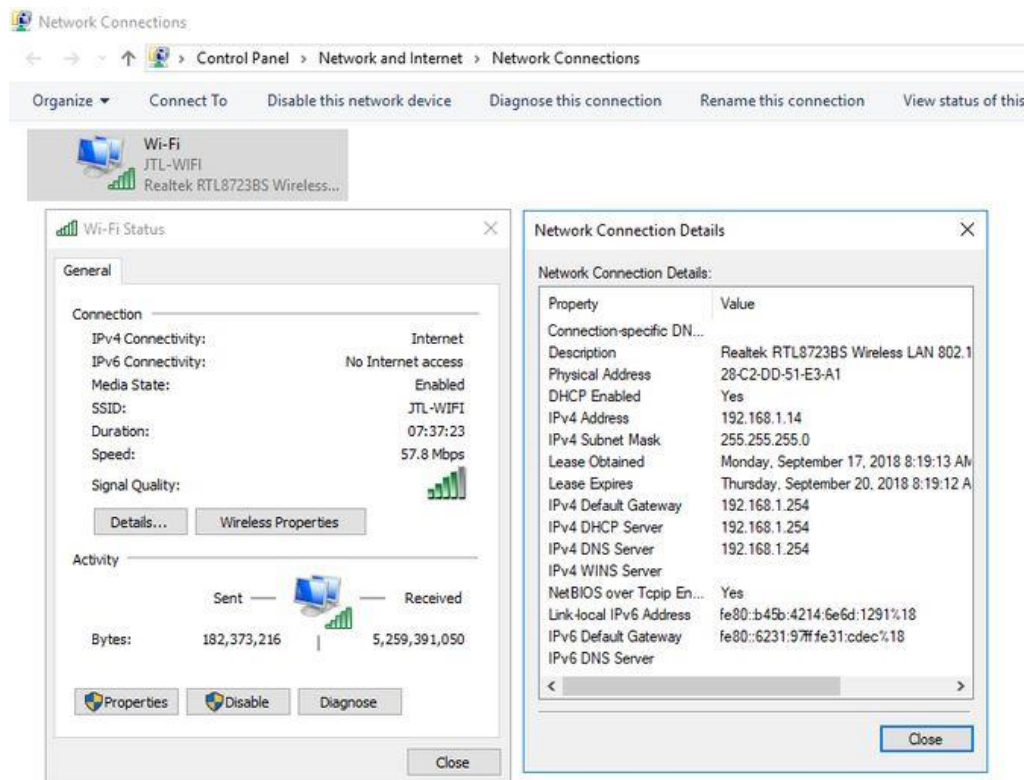 Network Connections
Control Panel > Network and Internet > Network Connections
Organize Connect To Disable this network device Diagnose this connection Rename this connection View status of this
Wi-Fi
JTL-WIFI
Realtek RTL8723BS Wireless...
Wi-Fi Status
General
Connection
IPv4 Connectivity: Internet
IPv6 Connectivity: No Internet access
Media State: Enabled
SSID: JTL-WIFI
Duration: 07:37:23
Speed: 57.8 Mbps
Signal Quality:
Details... Wireless Properties
Activity
Sent — — Received
Bytes: 182,373,216 | 5,259,391,050
Properties Disable Diagnose
Close
Network Connection Details
Network Connection Details:
Property Value
Connection-specific DN...
Description Realtek RTL8723BS Wireless LAN 802.1
Physical Address 28-C2-DD-51-E3-A1
DHCP Enabled Yes
IPv4 Address 192.168.1.14
IPv4 Subnet Mask 255.255.255.0
Lease Obtained Monday, September 17, 2018 8:19:13 AM
Lease Expires Thursday, September 20, 2018 8:19:12 A
IPv4 Default Gateway 192.168.1.254
IPv4 DHCP Server 192.168.1.254
IPv4 DNS Server 192.168.1.254
IPv4 WINS Server
NetBIOS over Tcpip En... Yes
Link-local IPv6 Address fe80::b45b:4214:6e6d:1291%18
IPv6 Default Gateway fe80::6231:97ff:fe31:cdec%18
IPv6 DNS Server
Close